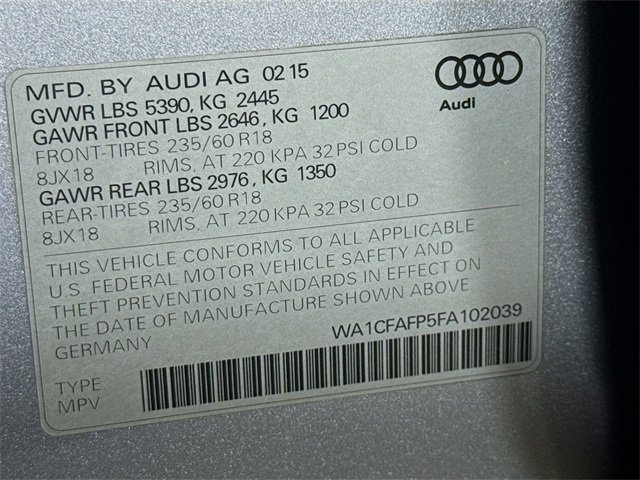 MFD. BY AUDI AG 02 15
GVWR LBS 5390, KG 2445
GAWR FRONT LBS 2646, KG 1200
FRONT-TIRES 235/60 R18
8JX18 RIMS, AT 220 KPA 32 PSI COLD
GAWR REAR LBS 2976, KG 1350
REAR-TIRES 235/60 R18
8JX18 RIMS, AT 220 KPA 32 PSI COLD
Audi
THIS VEHICLE CONFORMS TO ALL APPLICABLE
U.S. FEDERAL MOTOR VEHICLE SAFETY AND
THEFT PREVENTION STANDARDS IN EFFECT ON
THE DATE OF MANUFACTURE SHOWN ABOVE
GERMANY
WA1CFAFP5FA102039
TYPE
MPV